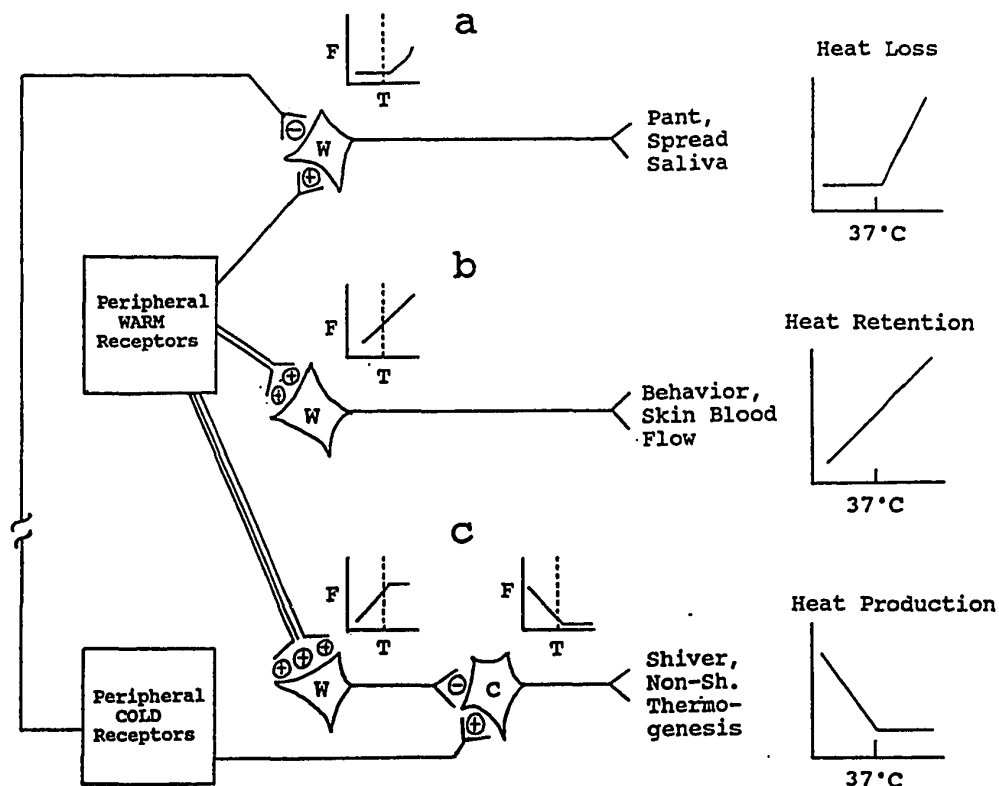 a
F
T
⊖
W
⊕
Pant,
Spread
Saliva
Heat Loss
37°C
Peripheral
WARM
Receptors
b
F
T
⊕
⊕
W
Behavior,
Skin Blood
Flow
Heat Retention
37°C
c
F
T
F
T
⊕ ⊕ ⊕
W
⊖
C
⊕
Shiver,
Non-Sh.
Thermo-
genesis
Heat Production
37°C
Peripheral
COLD
Receptors